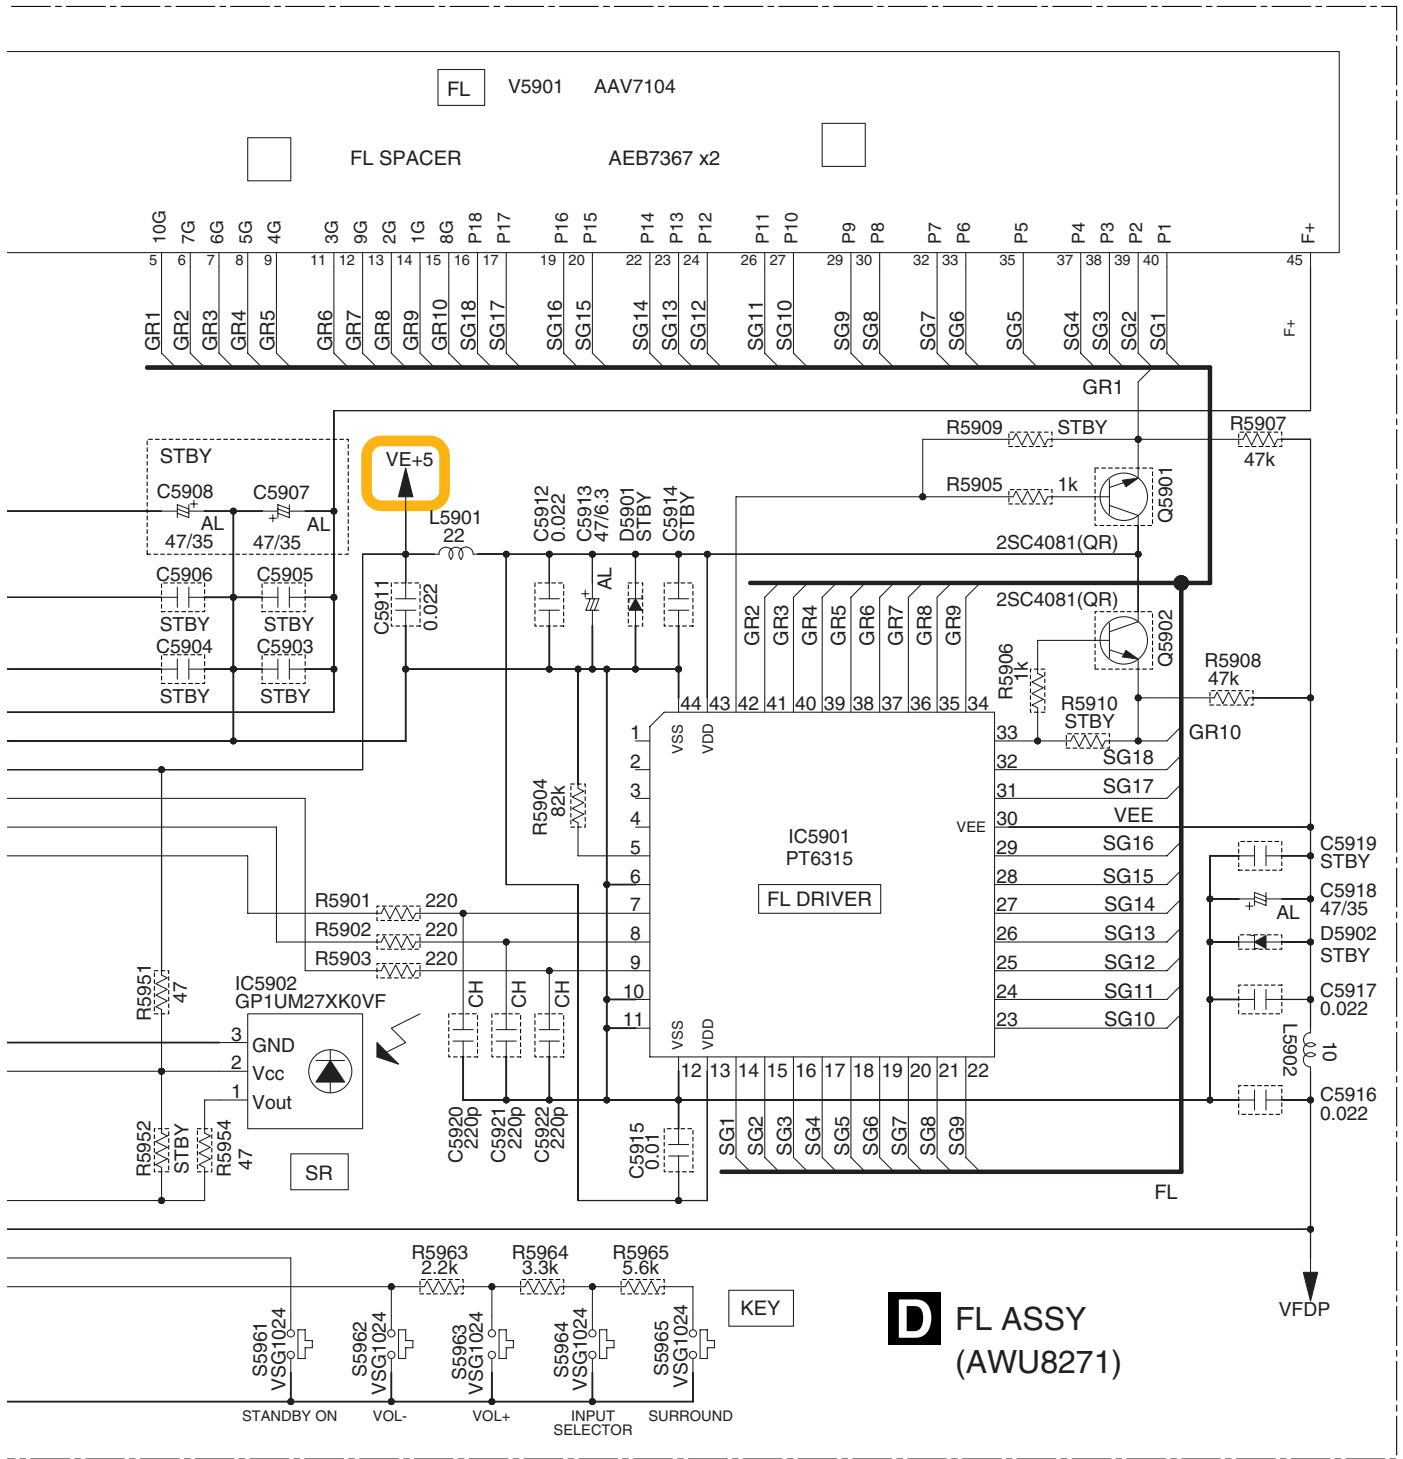 FL V5901 AAV7104
FL SPACER AEB7367 x2
10G 7G 6G 5G 4G 3G 9G 2G 1G 8G P18 P17 P16 P15 P14 P13 P12 P11 P10 P9 P8 P7 P6 P5 P4 P3 P2 P1 F+
5 6 7 8 9 11 12 13 14 15 16 17 19 20 22 23 24 26 27 29 30 32 33 35 37 38 39 40 45
GR1 GR2 GR3 GR4 GR5 GR6 GR7 GR8 GR9 GR10 SG18 SG17 SG16 SG15 SG14 SG13 SG12 SG11 SG10 SG9 SG8 SG7 SG6 SG5 SG4 SG3 SG2 SG1 F+
GR1
STBY
C5908 C5907
+ AL + AL
47/35 47/35
C5906 C5905
STBY STBY
C5904 C5903
STBY STBY
VE+5
L5901
22
C5911
0.022
C5912
0.022
C5913
47/6.3
+ AL
D5901
STBY
C5914
STBY
R5909 STBY
R5905 1k
R5907
47k
Q5901
2SC4081(QR)
2SC4081(QR)
Q5902
GR2 GR3 GR4 GR5 GR6 GR7 GR8 GR9
R5906
1k
R5908
47k
R5910
STBY
GR10
44 43 42 41 40 39 38 37 36 35 34
VSS VDD
1
2
3
4
5
6
7
8
9
10
11
33
32 SG18
31 SG17
VEE 30 VEE
29 SG16
28 SG15
27 SG14
26 SG13
25 SG12
24 SG11
23 SG10
IC5901
PT6315
FL DRIVER
VSS VDD
12 13 14 15 16 17 18 19 20 21 22
SG1 SG2 SG3 SG4 SG5 SG6 SG7 SG8 SG9
FL
R5904
82k
R5901 220
R5902 220
R5903 220
CH CH CH
C5920
220p
C5921
220p
C5922
220p
C5915
0.01
R5951
47
IC5902
GP1UM27XK0VF
3 GND
2 Vcc
1 Vout
R5952
STBY
R5954
47
SR
C5919
STBY
C5918
47/35
+ AL
D5902
STBY
C5917
0.022
L5902
10
C5916
0.022
VFDP
R5963
2.2k
R5964
3.3k
R5965
5.6k
KEY
S5961
VSG1024
S5962
VSG1024
S5963
VSG1024
S5964
VSG1024
S5965
VSG1024
STANDBY ON VOL- VOL+ INPUT
SELECTOR SURROUND
D FL ASSY
(AWU8271)